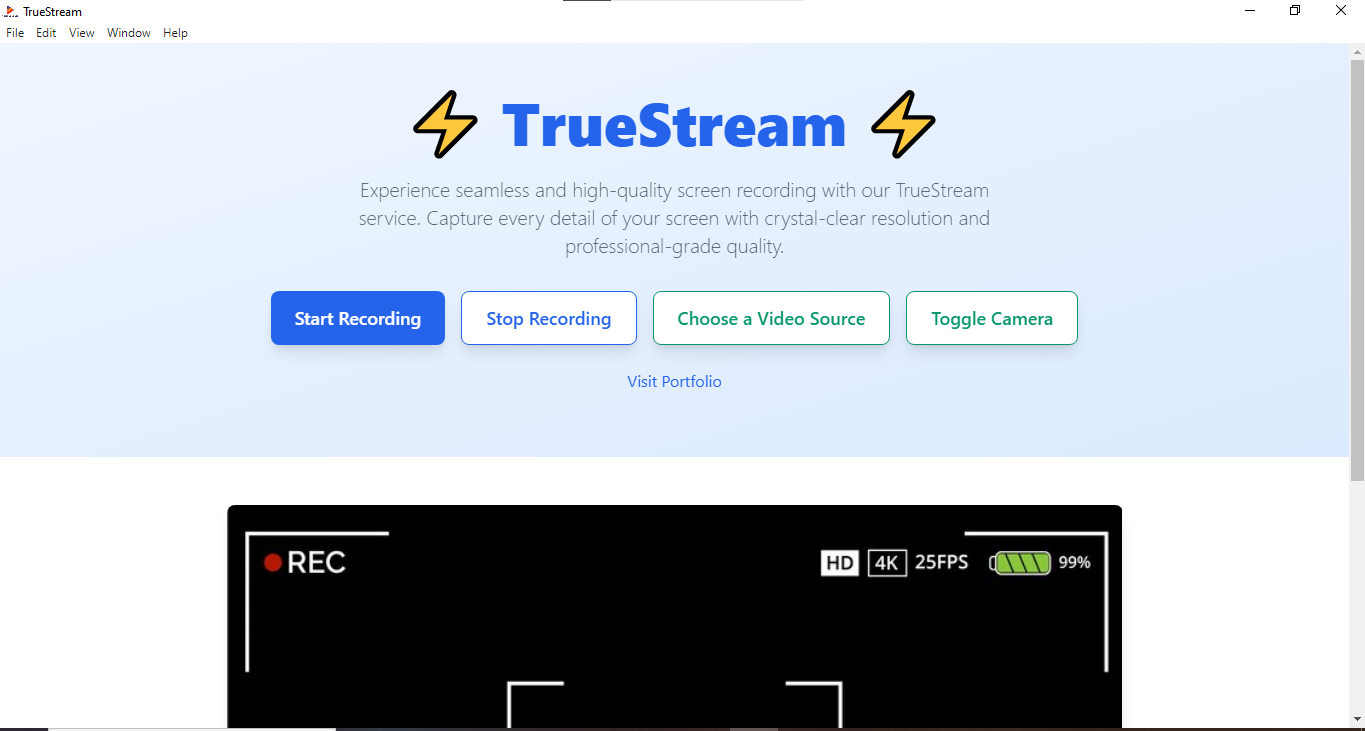 TrueStream
File Edit View Window Help
TrueStream
Experience seamless and high-quality screen recording with our TrueStream
service. Capture every detail of your screen with crystal-clear resolution and
professional-grade quality.
Start Recording Stop Recording Choose a Video Source Toggle Camera
Visit Portfolio
REC HD 4K 25FPS 99%